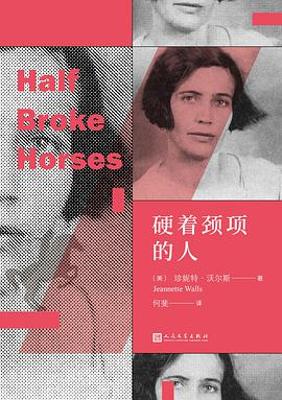 Half
Broke
Horses
硬着颈项
的人
（美） 珍妮特·沃尔斯——著
Jeannette Walls
何斐——译
人民文学出版社